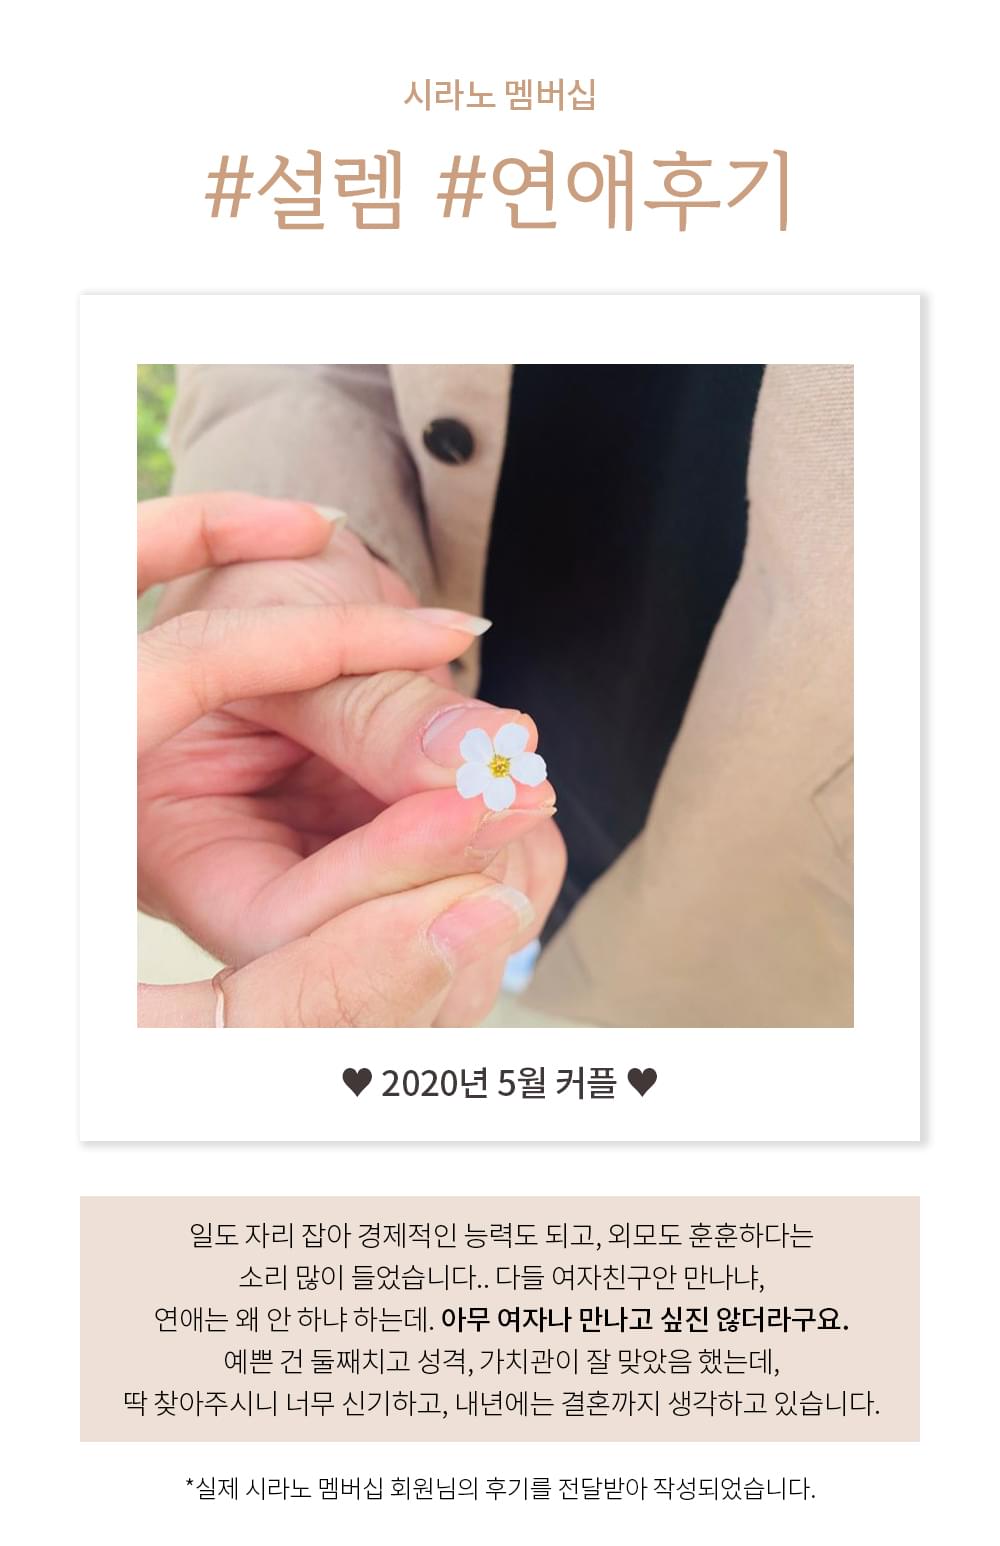 시라노 멤버십
#설렘 #연애후기
♥ 2020년 5월 커플 ♥
일도 자리 잡아 경제적인 능력도 되고, 외모도 훈훈하다는
소리 많이 들었습니다.. 다들 여자친구안 만나냐,
연애는 왜 안 하냐 하는데. 아무 여자나 만나고 싶진 않더라구요.
예쁜 건 둘째치고 성격, 가치관이 잘 맞았음 했는데,
딱 찾아주시니 너무 신기하고, 내년에는 결혼까지 생각하고 있습니다.
*실제 시라노 멤버십 회원님의 후기를 전달받아 작성되었습니다.